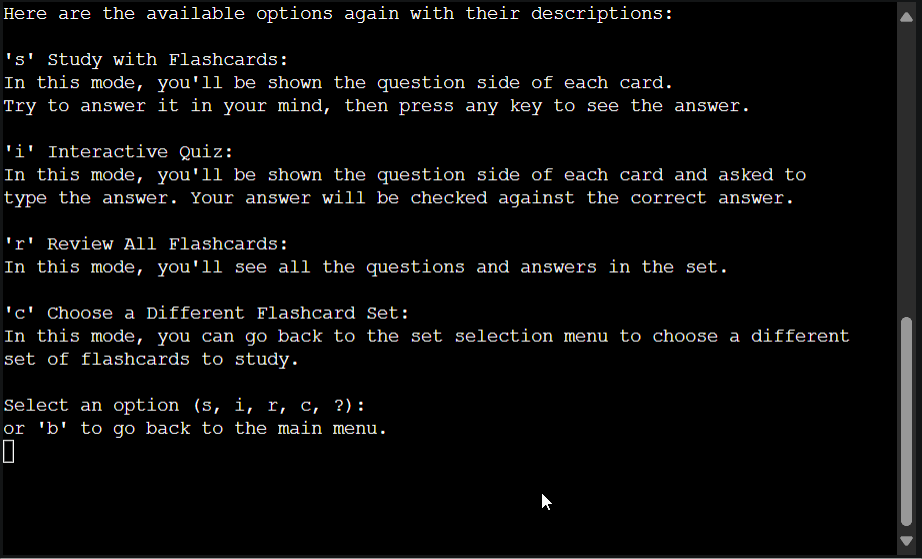 Here are the available options again with their descriptions:
's' Study with Flashcards:
In this mode, you'll be shown the question side of each card.
Try to answer it in your mind, then press any key to see the answer.
'i' Interactive Quiz:
In this mode, you'll be shown the question side of each card and asked to
type the answer. Your answer will be checked against the correct answer.
'r' Review All Flashcards:
In this mode, you'll see all the questions and answers in the set.
'c' Choose a Different Flashcard Set:
In this mode, you can go back to the set selection menu to choose a different
set of flashcards to study.
Select an option (s, i, r, c, ?):
or 'b' to go back to the main menu.